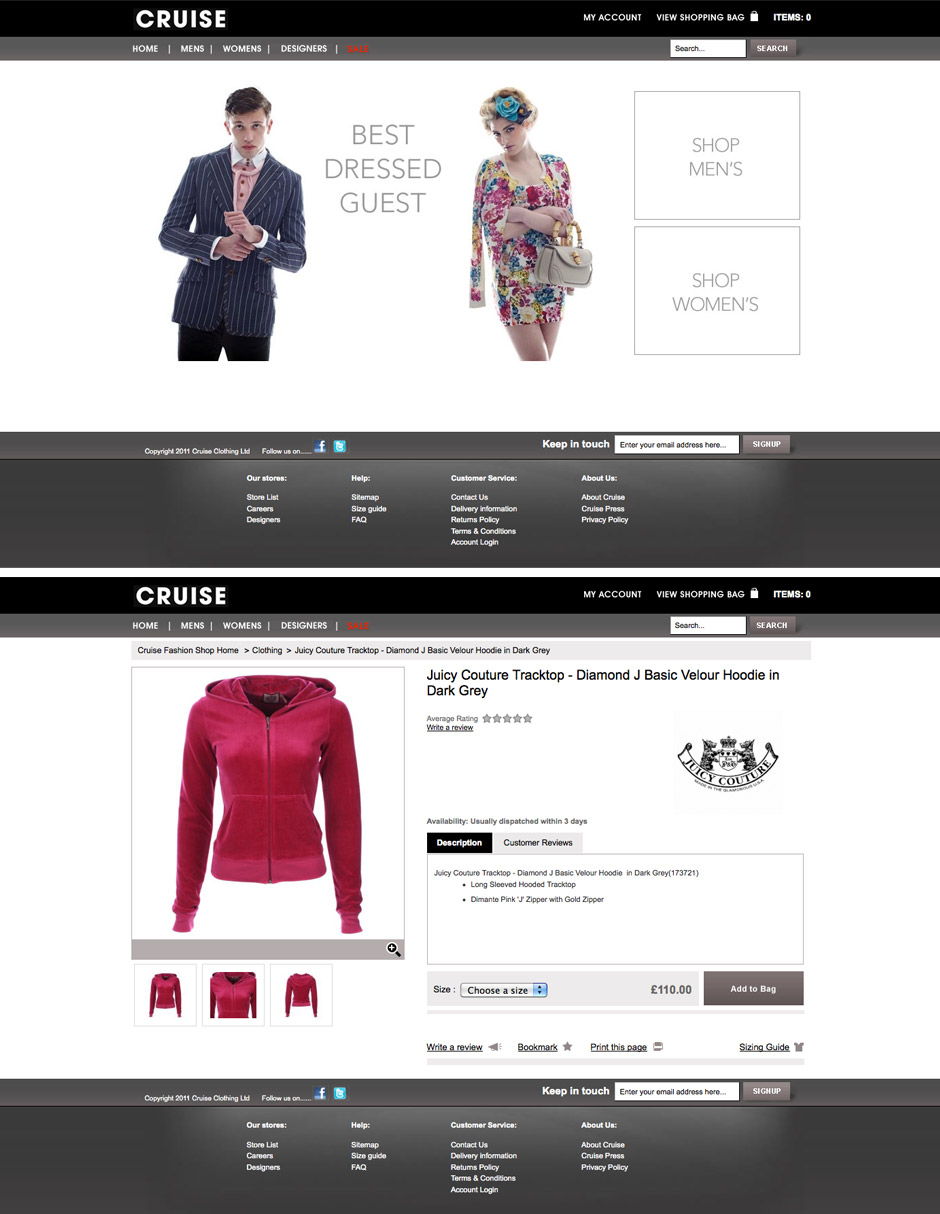 CRUISE
MY ACCOUNT VIEW SHOPPING BAG ITEMS: 0
HOME | MENS | WOMENS | DESIGNERS | SALE
Search... SEARCH
BEST
DRESSED
GUEST
SHOP
MEN'S
SHOP
WOMEN'S
Copyright 2011 Cruise Clothing Ltd Follow us on......
Keep in touch Enter your email address here... SIGNUP
Our stores: Help: Customer Service: About Us:
Store List Sitemap Contact Us About Cruise
Careers Size guide Delivery information Cruise Press
Designers FAQ Returns Policy Privacy Policy
Terms & Conditions
Account Login
CRUISE
MY ACCOUNT VIEW SHOPPING BAG ITEMS: 0
HOME | MENS | WOMENS | DESIGNERS | SALE
Search... SEARCH
Cruise Fashion Shop Home > Clothing > Juicy Couture Tracktop - Diamond J Basic Velour Hoodie in Dark Grey
Juicy Couture Tracktop - Diamond J Basic Velour Hoodie in
Dark Grey
Average Rating
Write a review
JUICY COUTURE
MADE IN THE GLAMOROUS U.S.A.
Availability: Usually dispatched within 3 days
Description Customer Reviews
Juicy Couture Tracktop - Diamond J Basic Velour Hoodie in Dark Grey(173721)
• Long Sleeved Hooded Tracktop
• Dimante Pink 'J' Zipper with Gold Zipper
Size : Choose a size £110.00 Add to Bag
Write a review Bookmark Print this page Sizing Guide
Copyright 2011 Cruise Clothing Ltd Follow us on......
Keep in touch Enter your email address here... SIGNUP
Our stores: Help: Customer Service: About Us:
Store List Sitemap Contact Us About Cruise
Careers Size guide Delivery information Cruise Press
Designers FAQ Returns Policy Privacy Policy
Terms & Conditions
Account Login